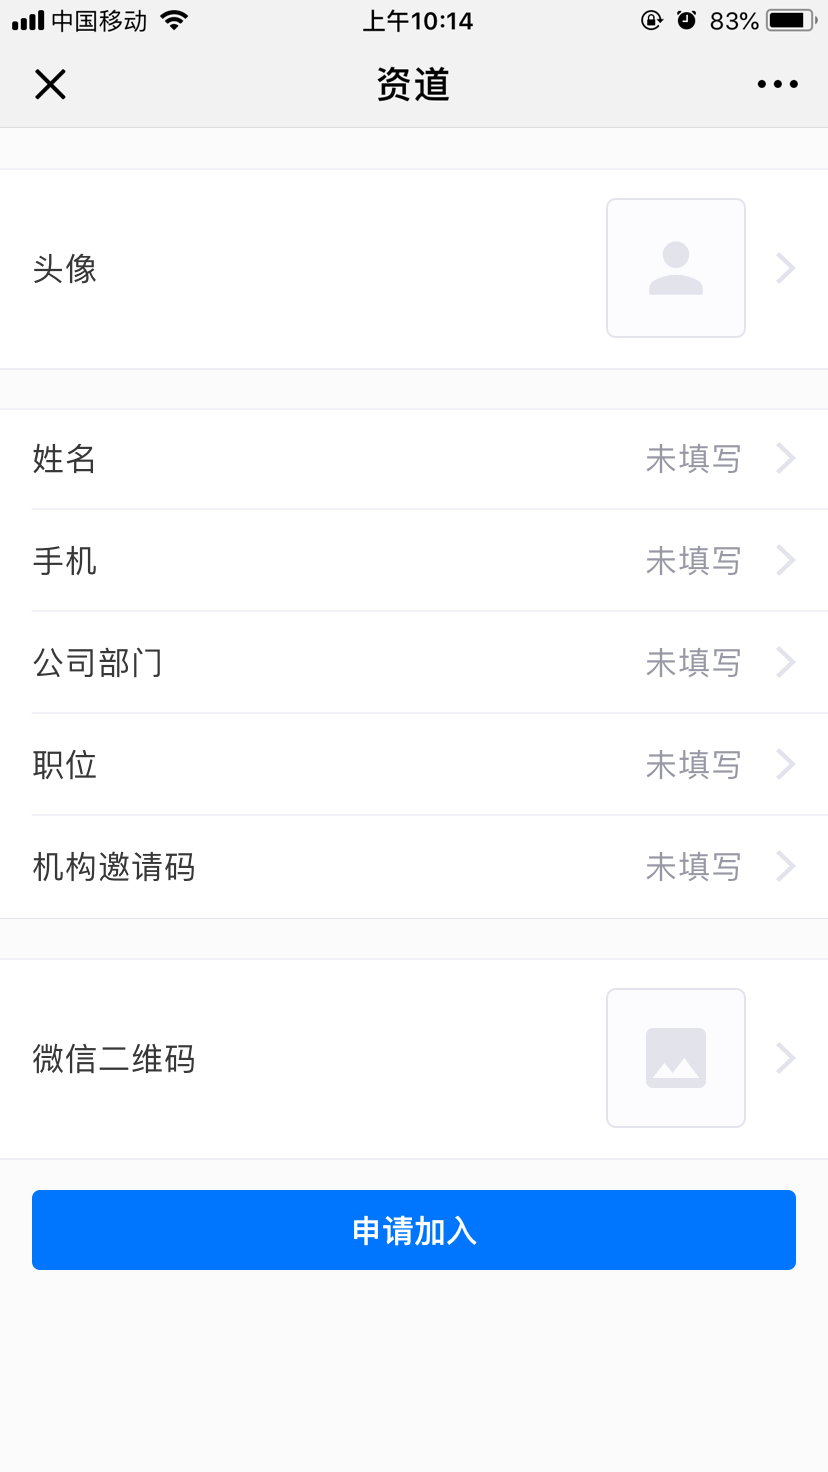 中国移动 上午10:14 83%
资道
头像
姓名 未填写
手机 未填写
公司部门 未填写
职位 未填写
机构邀请码 未填写
微信二维码
申请加入